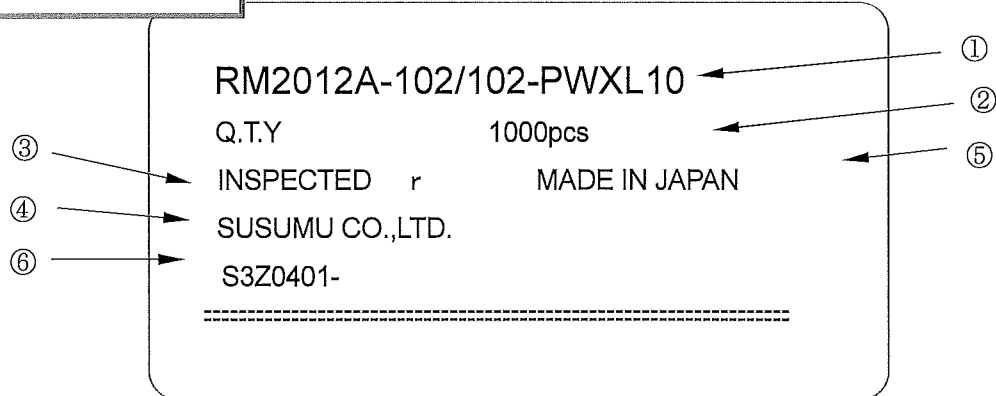 RM2012A-102/102-PWXL10 ①
Q.T.Y 1000pcs ②
③ INSPECTED r MADE IN JAPAN ⑤
④ SUSUMU CO.,LTD.
⑥ S3Z0401-